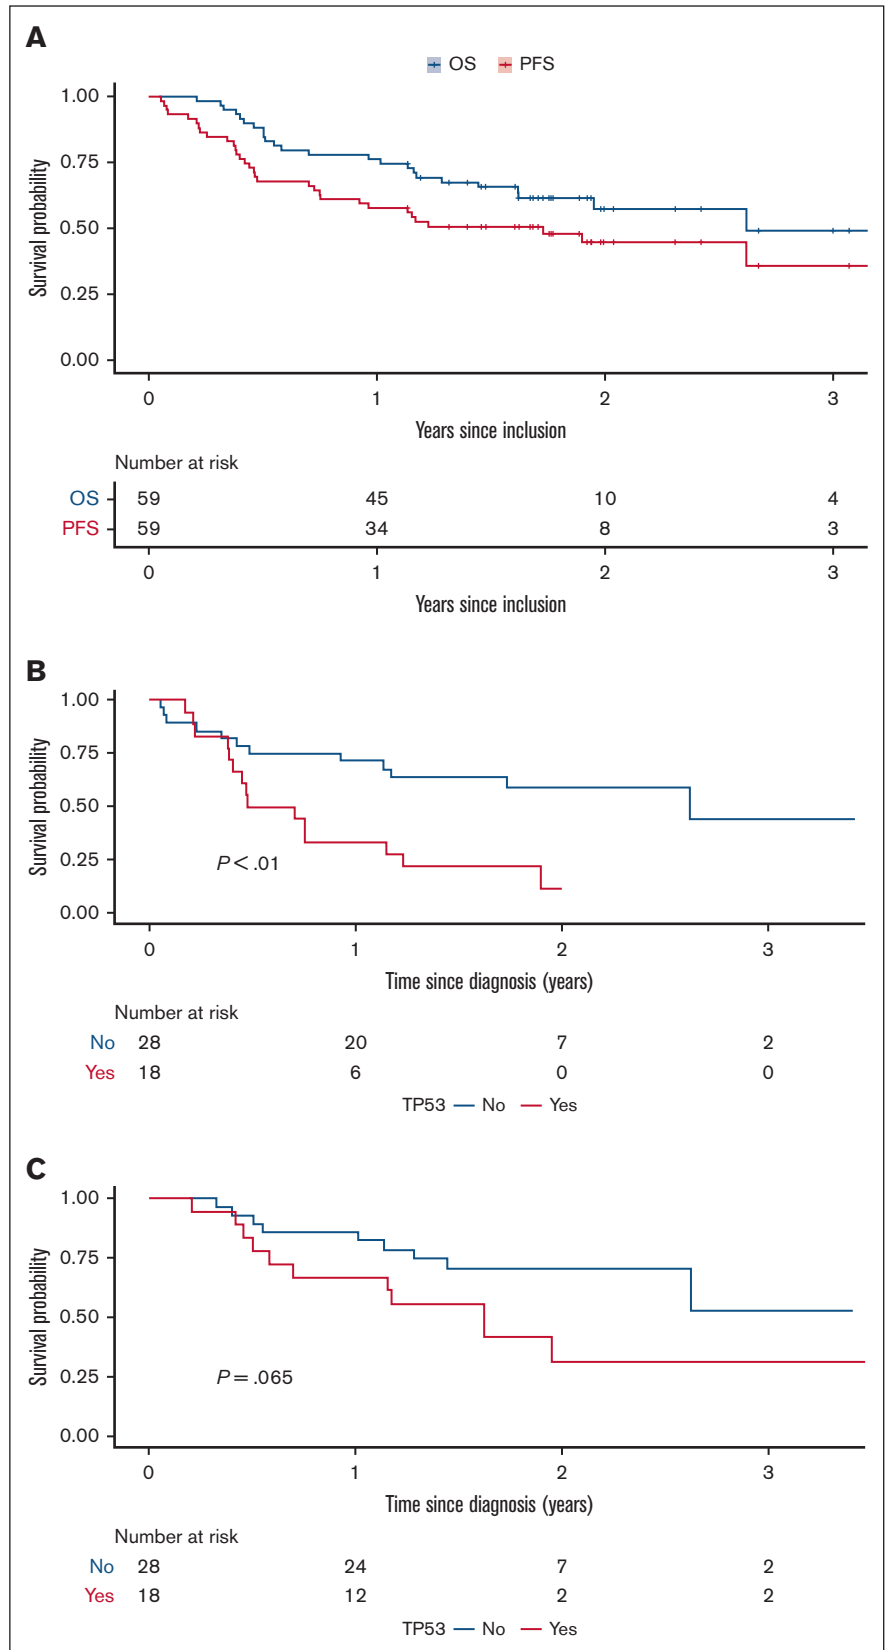 A
OS PFS
1.00
0.75
0.50
0.25
0.00
Survival probability
0 1 2 3
Years since inclusion
Number at risk
OS 59 45 10 4
PFS 59 34 8 3
0 1 2 3
Years since inclusion
B
1.00
0.75
0.50
0.25
0.00
Survival probability
P < .01
0 1 2 3
Time since diagnosis (years)
Number at risk
No 28 20 7 2
Yes 18 6 0 0
TP53 No Yes
C
1.00
0.75
0.50
0.25
0.00
Survival probability
P = .065
0 1 2 3
Time since diagnosis (years)
Number at risk
No 28 24 7 2
Yes 18 12 2 2
TP53 No Yes